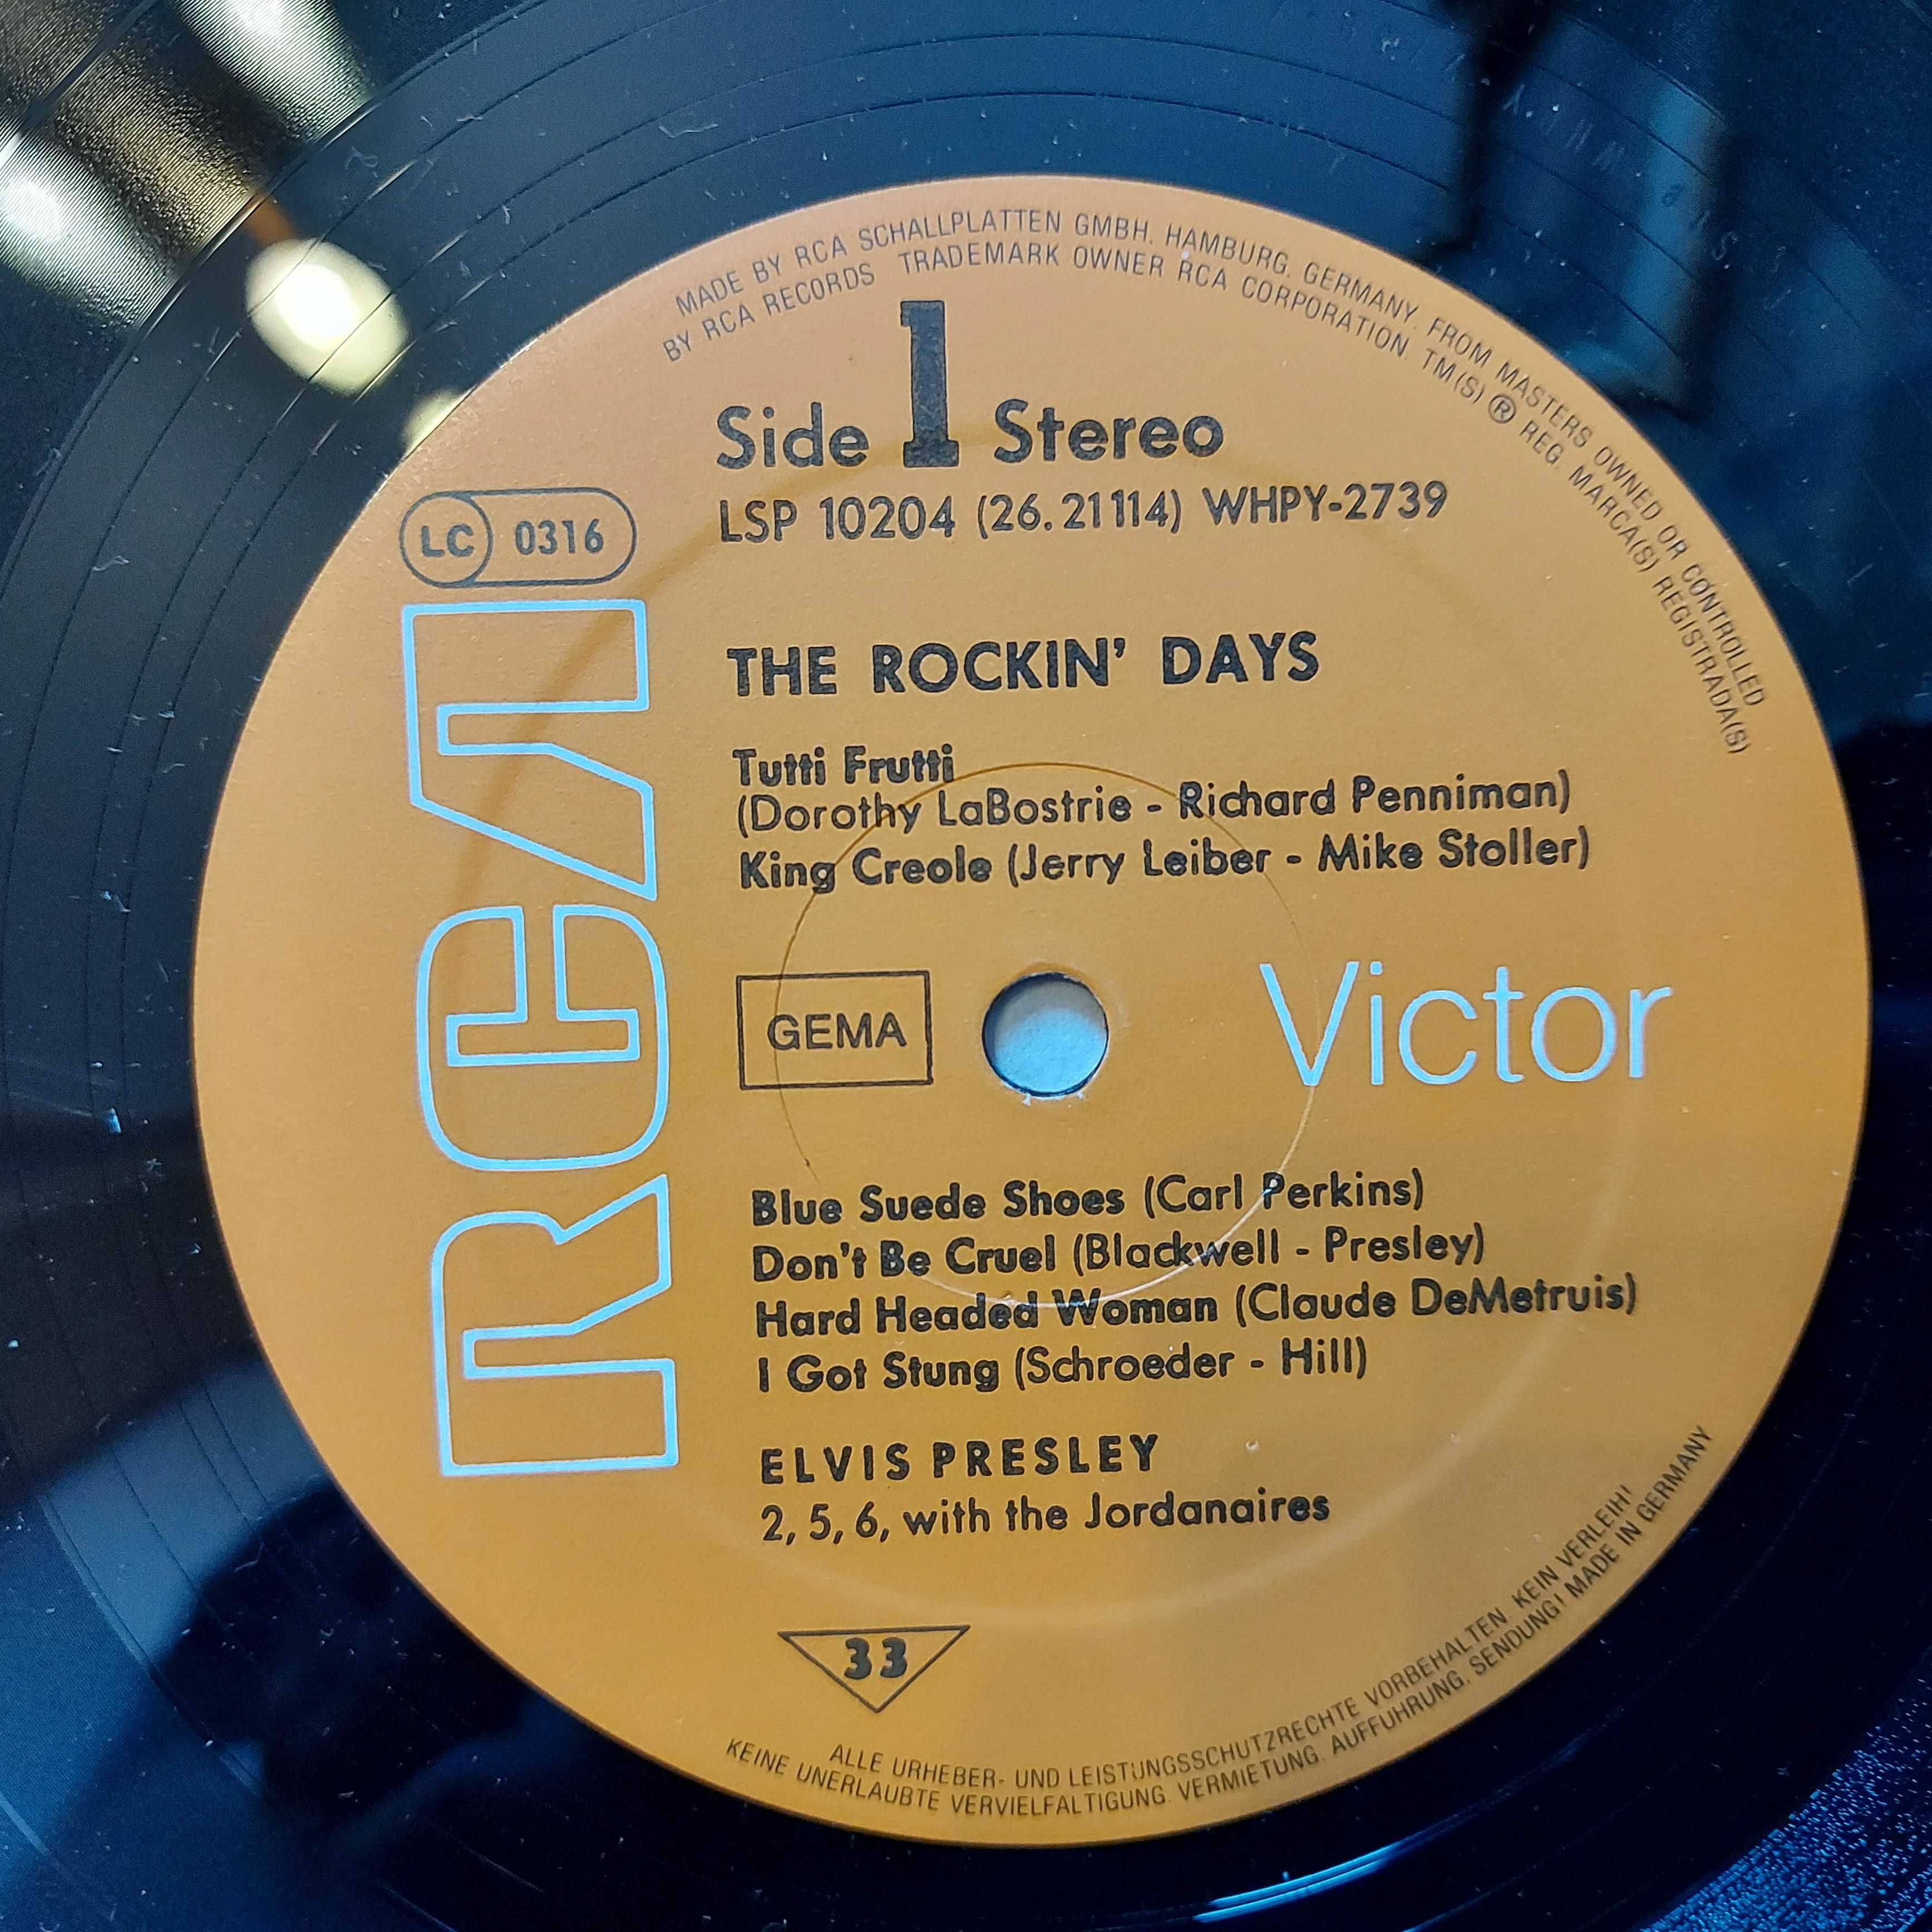 MADE BY RCA SCHALLPLATTEN GMBH. HAMBURG. GERMANY. FROM MASTERS OWNED OR CONTROLLED
BY RCA RECORDS TRADEMARK OWNER RCA CORPORATION. TM(S) ® REG. MARCA(S) REGISTRADA(S)
Side 1 Stereo
LC 0316
LSP 10204 (26.21114) WHPY-2739
RCA
THE ROCKIN' DAYS
Tutti Frutti
(Dorothy LaBostrie - Richard Penniman)
King Creole (Jerry Leiber - Mike Stoller)
GEMA
Victor
Blue Suede Shoes (Carl Perkins)
Don't Be Cruel (Blackwell - Presley)
Hard Headed Woman (Claude DeMetruis)
I Got Stung (Schroeder - Hill)
ELVIS PRESLEY
2, 5, 6, with the Jordanaires
33
ALLE URHEBER- UND LEISTUNGSSCHUTZRECHTE VORBEHALTEN. KEIN VERLEIH!
KEINE UNERLAUBTE VERVIELFALTIGUNG. VERMIETUNG. AUFFUHRUNG. SENDUNG! MADE IN GERMANY